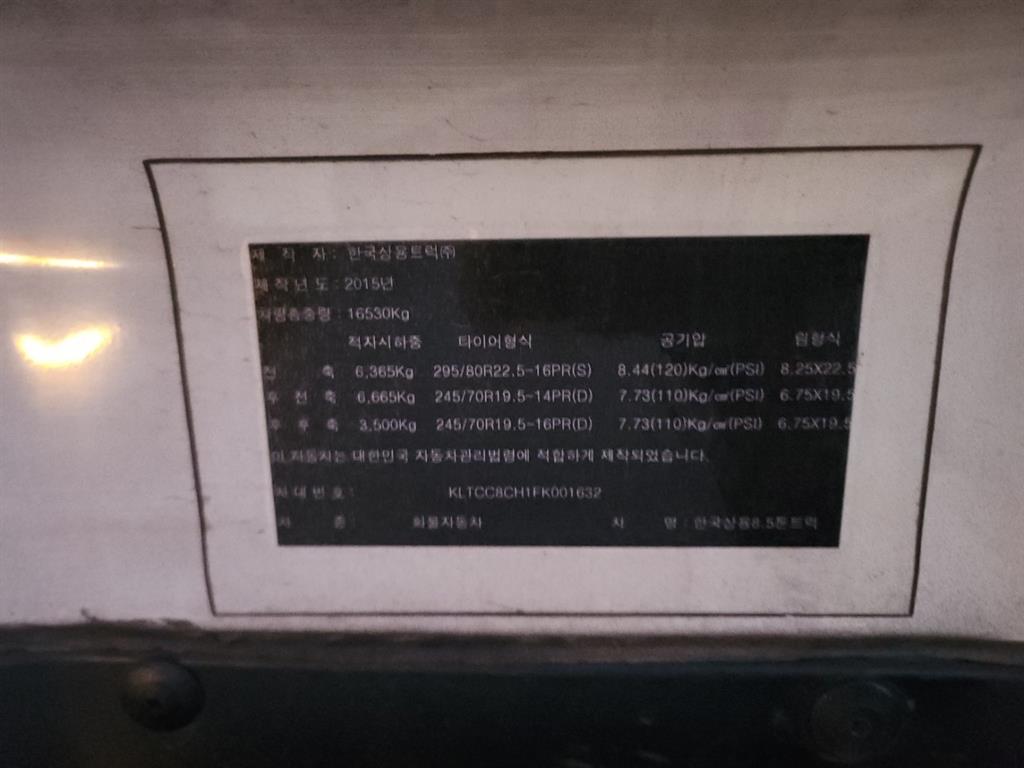 제 작 자 : 한국상용트럭㈜
제 작 년 도 : 2015년
차량총중량 : 16530Kg
적차시하중 타이어형식 공기압 림형식
전 축 6,365Kg 295/80R22.5-16PR(S) 8.44(120)Kg/㎠(PSI) 8.25X22.5
후 전 축 6,665Kg 245/70R19.5-14PR(D) 7.73(110)Kg/㎠(PSI) 6.75X19.5
후 후 축 3,500Kg 245/70R19.5-16PR(D) 7.73(110)Kg/㎠(PSI) 6.75X19.5
이 자동차는 대한민국 자동차관리법령에 적합하게 제작되었습니다.
차 대 번 호 : KLTCC8CH1FK001632
차 종 : 화물자동차 차 명 : 한국상용8.5톤트럭